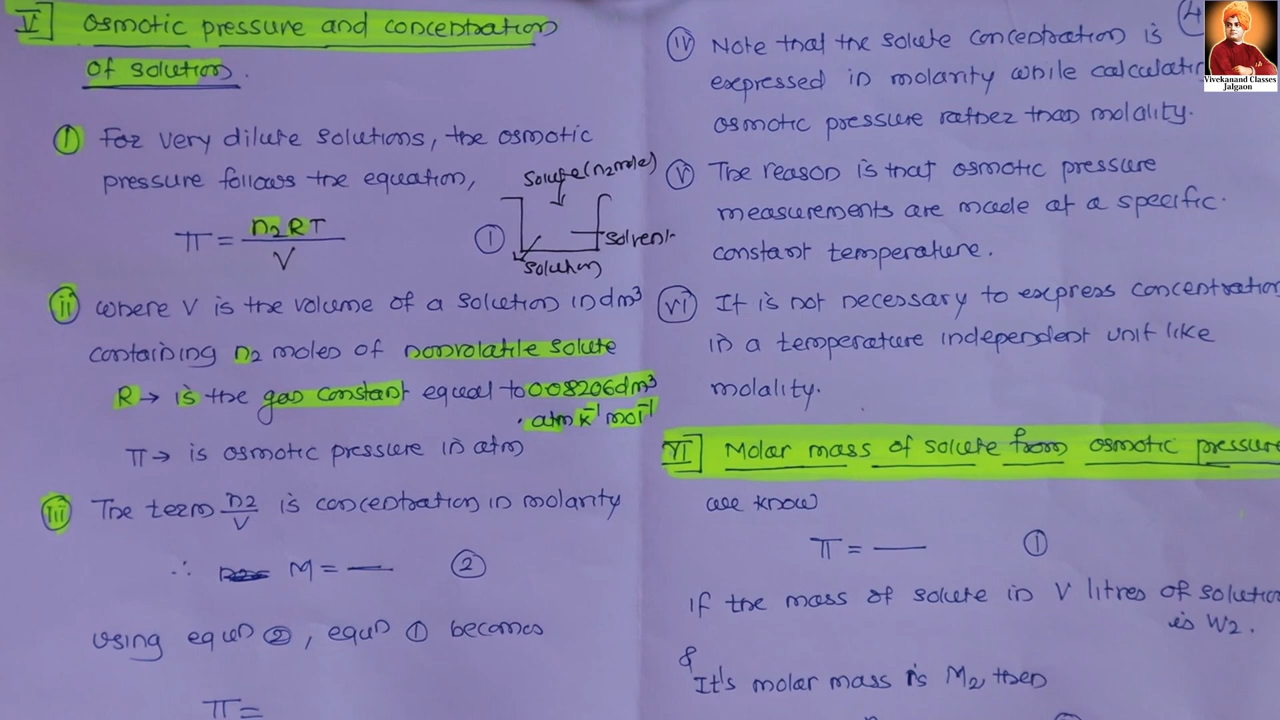 V] Osmotic pressure and concentration
of solution.
i) For very dilute solutions, the osmotic
pressure follows the equation,
π = n₂RT / V
①
Solute (n₂ mole)
Solvent
Solution
ii) where V is the volume of a solution in dm³
containing n₂ moles of nonvolatile solute
R → is the gas constant equal to 0.08206 dm³
. atm K⁻¹ mol⁻¹
π → is osmotic pressure in atm
iii) The term n₂/V is concentration in molarity
∴ M = — ②
using equn ②, equn ① becomes
π =
iv) Note that the solute concentration is
expressed in molarity while calculatin
osmotic pressure rather than molality.
v) The reason is that osmotic pressure
measurements are made at a specific.
constant temperature.
vi) It is not necessary to express concentration
in a temperature independent unit like
molality.
VI] Molar mass of solute from osmotic pressure
we know
π = — ①
If the mass of solute in V litres of solution
is W₂.
& It's molar mass is M₂ then
Vivekanand Classes
Jalgaon